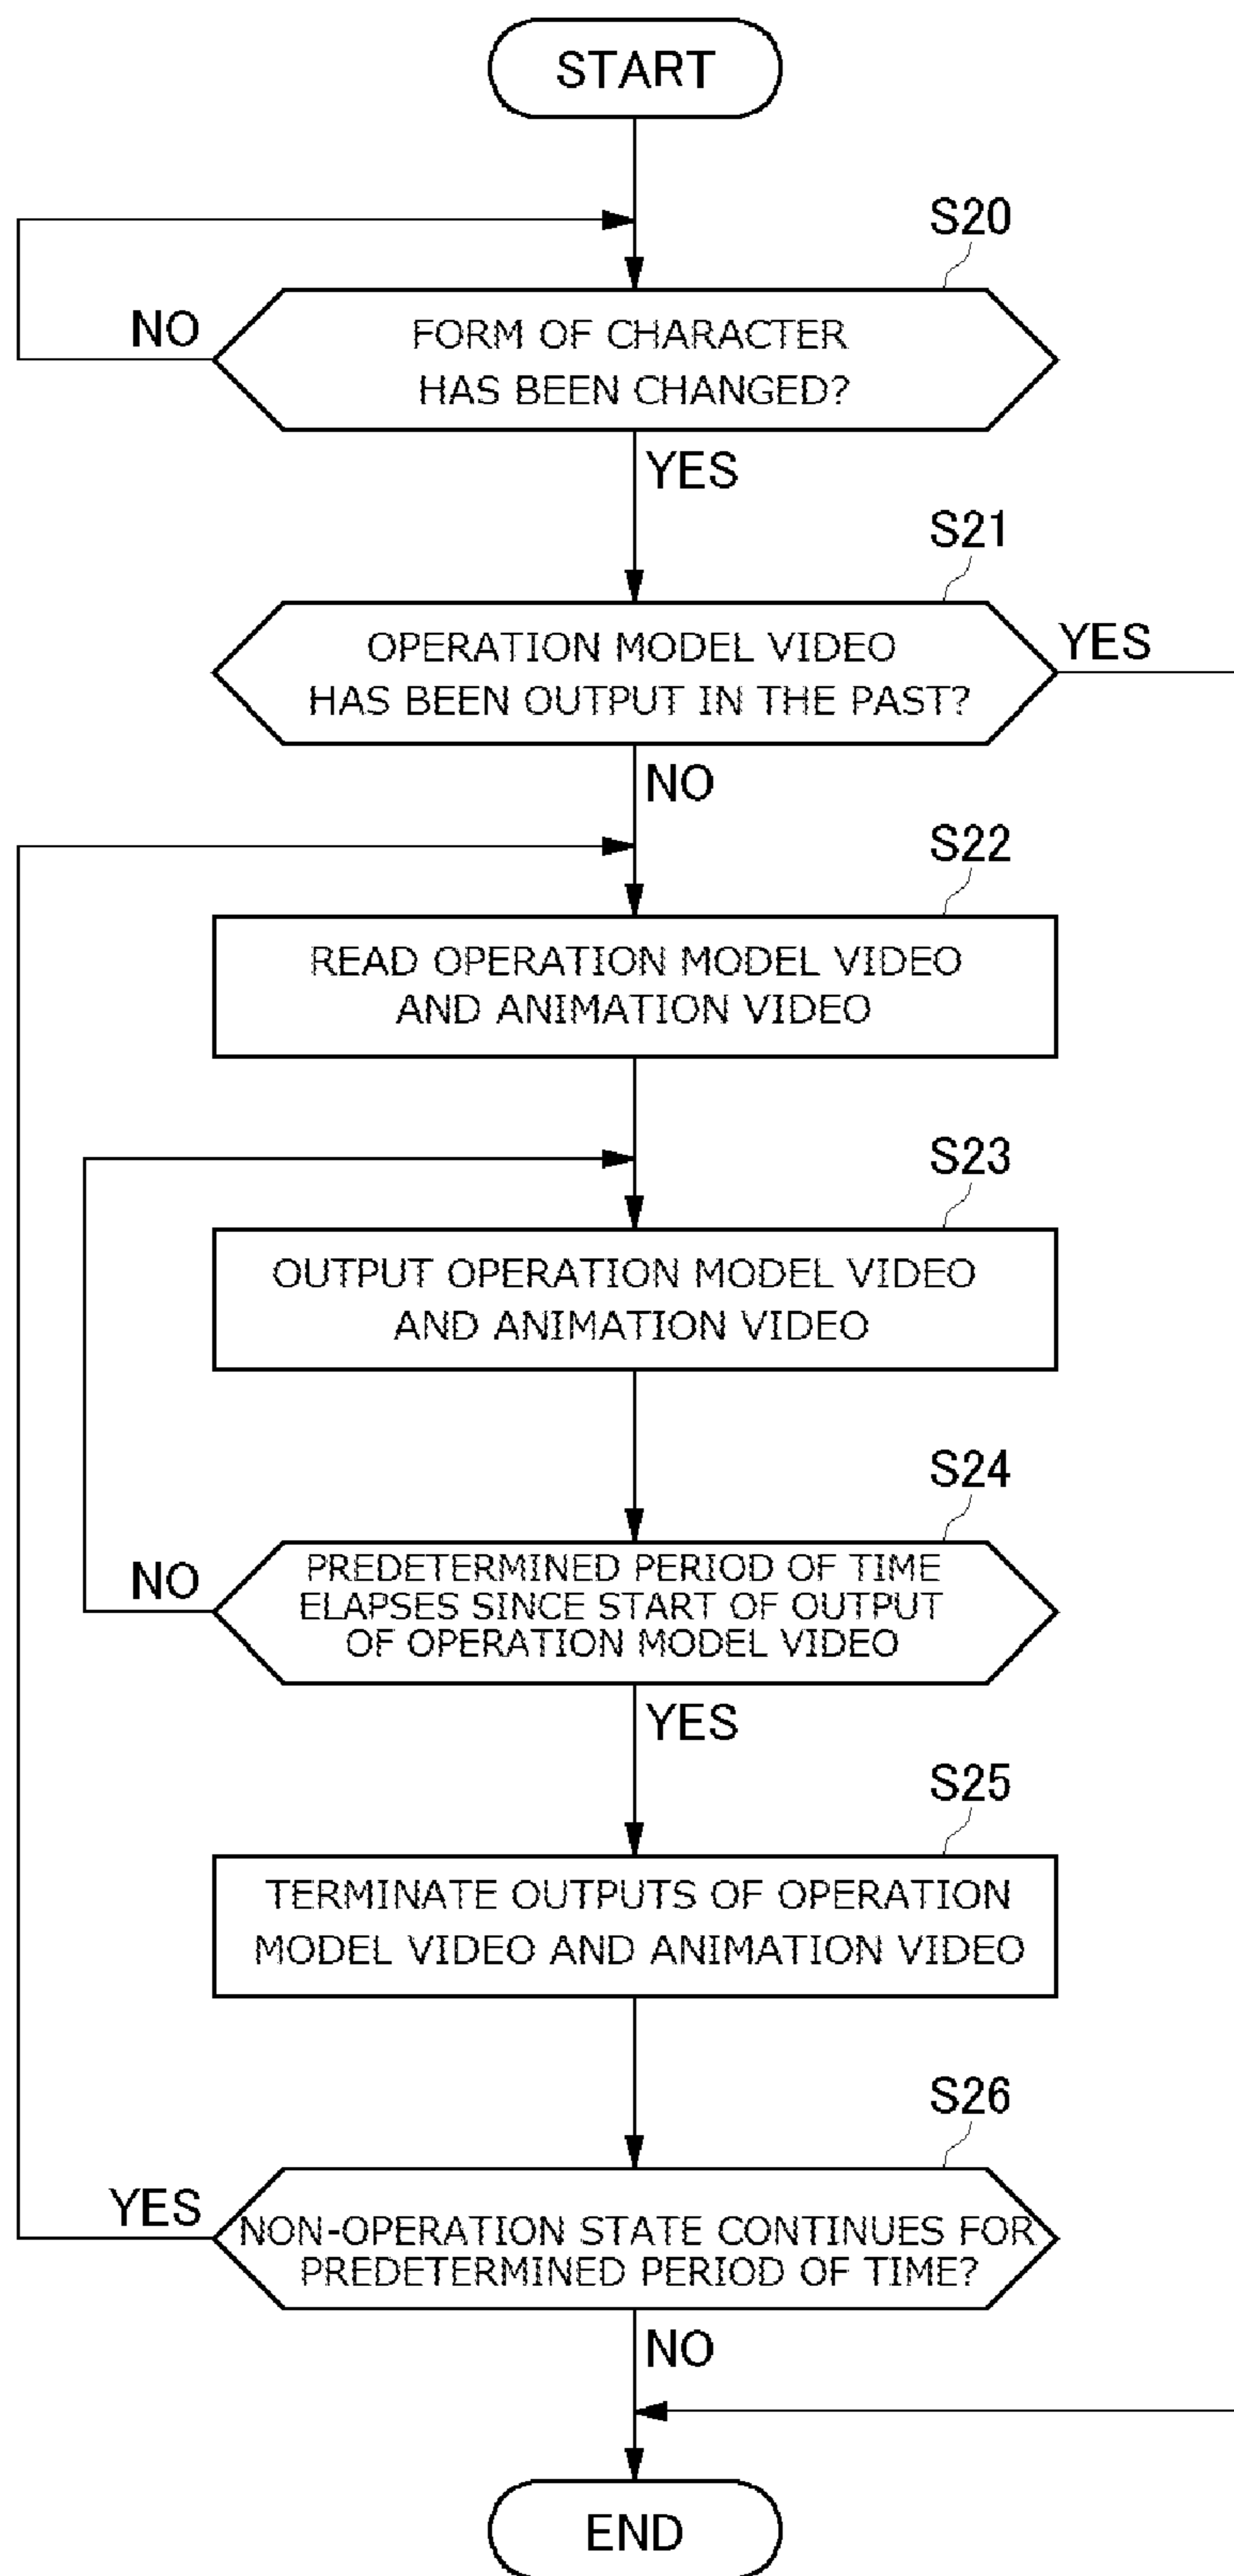 START
S20
NO
FORM OF CHARACTER
HAS BEEN CHANGED?
YES
S21
OPERATION MODEL VIDEO
HAS BEEN OUTPUT IN THE PAST?
YES
NO
S22
READ OPERATION MODEL VIDEO
AND ANIMATION VIDEO
S23
OUTPUT OPERATION MODEL VIDEO
AND ANIMATION VIDEO
S24
NO
PREDETERMINED PERIOD OF TIME
ELAPSES SINCE START OF OUTPUT
OF OPERATION MODEL VIDEO
YES
S25
TERMINATE OUTPUTS OF OPERATION
MODEL VIDEO AND ANIMATION VIDEO
S26
YES
NON-OPERATION STATE CONTINUES FOR
PREDETERMINED PERIOD OF TIME?
NO
END